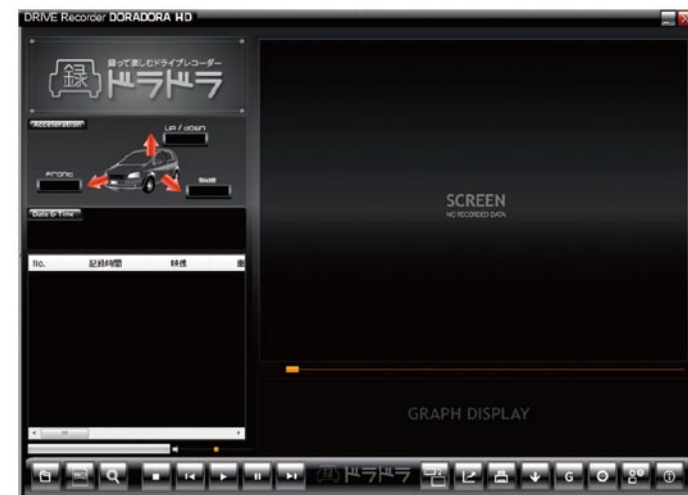 DRIVE Recorder DORADORA HD
録って楽しむドライブレコーダー
録 ドラドラ
Acceleration
up / down
Front
Side
Date & Time
No. 記録時間 映像
SCREEN
NO RECORDED DATA
GRAPH DISPLAY
録 ドラドラ
G